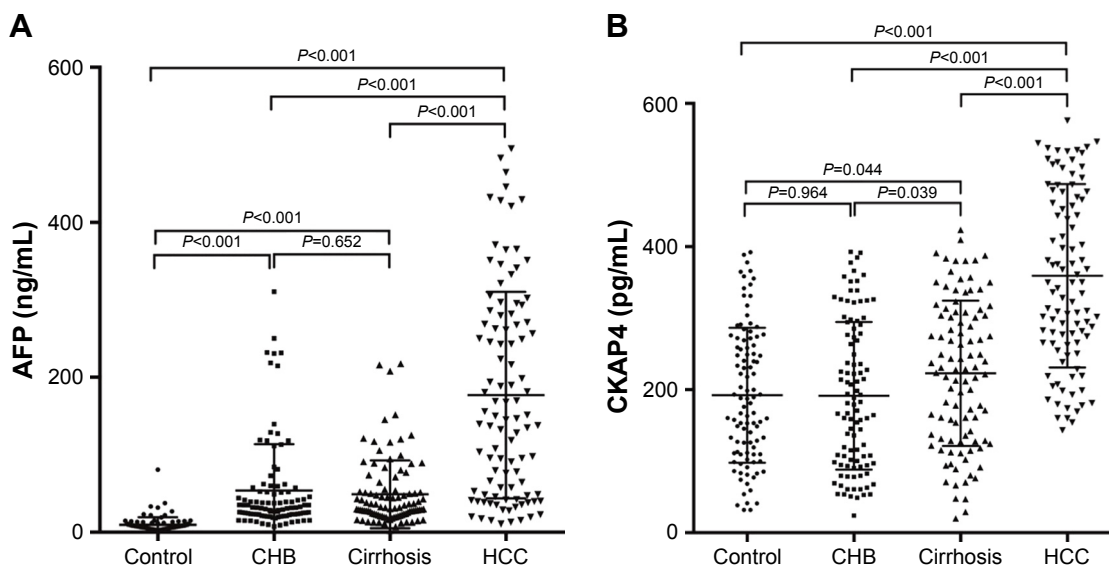 A
P<0.001
P<0.001
P<0.001
P<0.001
P<0.001
P=0.652
AFP (ng/mL)
600
400
200
0
Control
CHB
Cirrhosis
HCC
B
P<0.001
P<0.001
P<0.001
P=0.044
P=0.964
P=0.039
CKAP4 (pg/mL)
600
400
200
0
Control
CHB
Cirrhosis
HCC